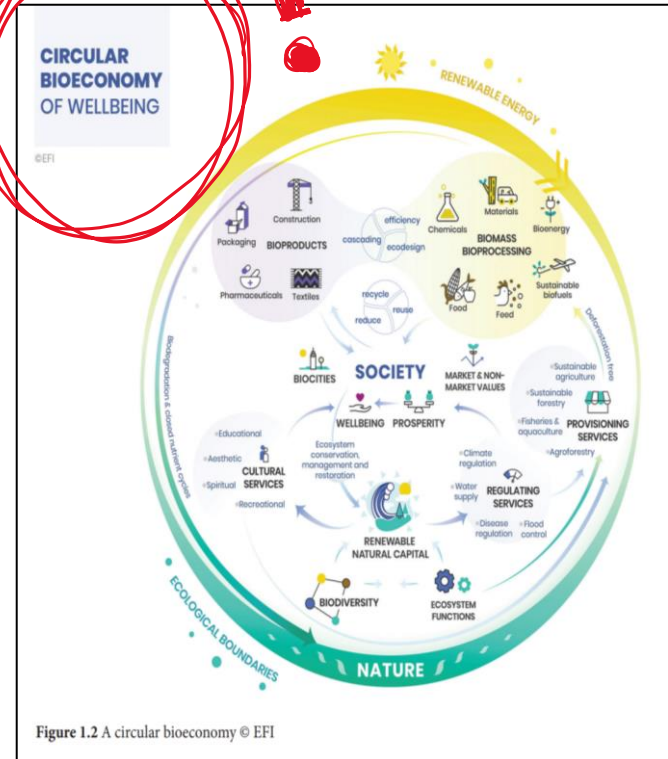 CIRCULAR
BIOECONOMY
OF WELLBEING
©EFI
RENEWABLE ENERGY
Construction
Packaging
BIOPRODUCTS
Pharmaceuticals
Textiles
efficiency
cascading
ecodesign
Chemicals
Materials
Bioenergy
BIOMASS
BIOPROCESSING
Food
Feed
Sustainable
biofuels
recycle
reuse
reduce
Deforestation free
Biodegradation & closed nutrient cycles
BIOCITIES
SOCIETY
MARKET & NON-
MARKET VALUES
WELLBEING
PROSPERITY
Sustainable
agriculture
Sustainable
forestry
Fisheries &
aquaculture
Agroforestry
PROVISIONING
SERVICES
Educational
Aesthetic
Spiritual
Recreational
CULTURAL
SERVICES
Ecosystem
conservation,
management and
restoration
Climate
regulation
Water
supply
Disease
regulation
Flood
control
REGULATING
SERVICES
RENEWABLE
NATURAL CAPITAL
BIODIVERSITY
ECOSYSTEM
FUNCTIONS
ECOLOGICAL BOUNDARIES
NATURE
Figure 1.2 A circular bioeconomy © EFI